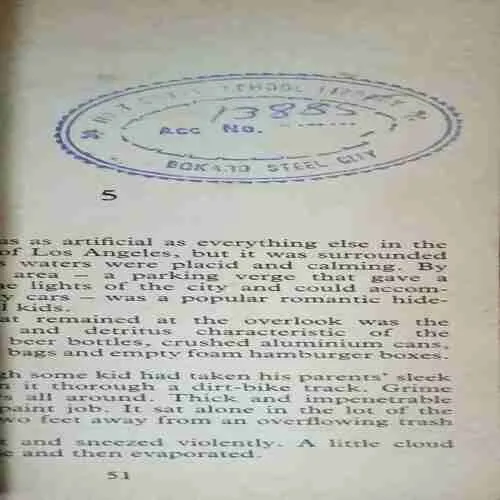 SCHOOL LIBRARY
13885
ACC No.
BOKARO STEEL CITY
5
as as artificial as everything else in the
of Los Angeles, but it was surrounded
s waters were placid and calming. By
area – a parking verge that gave a
e lights of the city and could accom-
y cars – was a popular romantic hide-
l kids.
at remained at the overlook was the
and detritus characteristic of the
beer bottles, crushed aluminium cans,
bags and empty foam hamburger boxes.
gh some kid had taken his parents' sleek
n it thorough a dirt-bike track. Grime
s all around. Thick and impenetrable
paint job. It sat alone in the lot of the
wo feet away from an overflowing trash
t and sneezed violently. A little cloud
e and then evaporated.
51